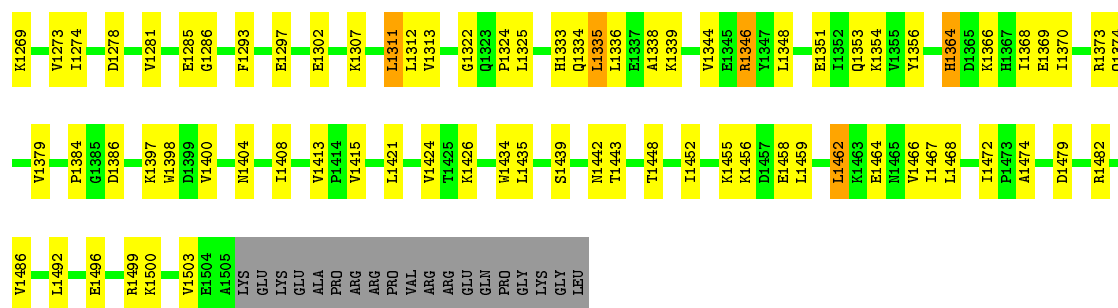 K1269 V1273 I1274 D1278 V1281 E1285 G1286 F1293 E1297 E1302 K1307 L1311 L1312 V1313 G1322 Q1323 P1324 L1325 H1333 Q1334 L1335 L1336 E1337 A1338 K1339 V1344 E1345 R1346 Y1347 L1348 E1351 I1352 Q1353 K1354 V1355 Y1356 H1364 D1365 K1366 H1367 I1368 E1369 I1370 R1373 Q1374
V1379 P1384 G1385 D1386 K1397 W1398 D1399 V1400 N1404 I1408 V1413 P1414 V1415 L1421 V1424 T1425 K1426 W1434 L1435 S1439 N1442 T1443 T1448 I1452 K1455 K1456 D1457 E1458 L1459 L1462 K1463 E1464 N1465 V1466 I1467 L1468 I1472 P1473 A1474 D1479 R1482
V1486 L1492 E1496 R1499 K1500 V1503 E1504 A1505 LYS GLU LYS GLU ALA PRO ARG ARG PRO VAL ARG ARG GLU GLN PRO GLY LYS GLY LEU